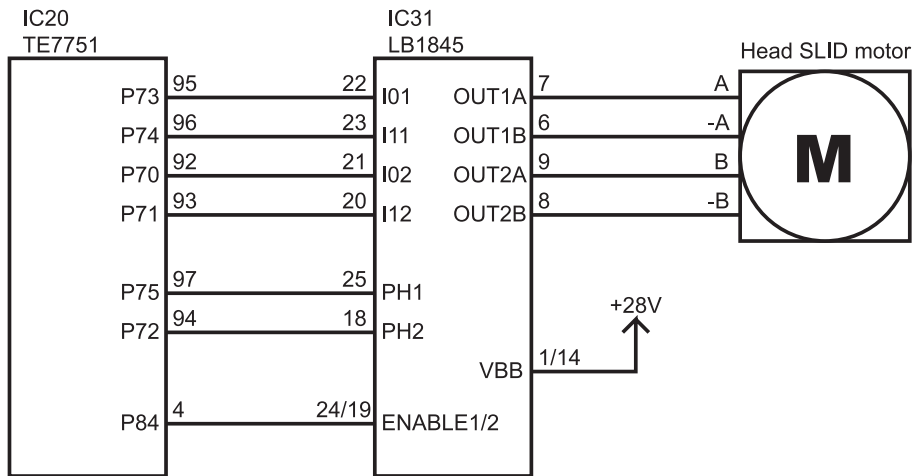 IC20 IC31
TE7751 LB1845
Head SLID motor
P73 95 22 I01 OUT1A 7 A
P74 96 23 I11 OUT1B 6 -A
P70 92 21 I02 OUT2A 9 B
P71 93 20 I12 OUT2B 8 -B
M
P75 97 25 PH1
P72 94 18 PH2
+28V
VBB 1/14
P84 4 24/19 ENABLE1/2